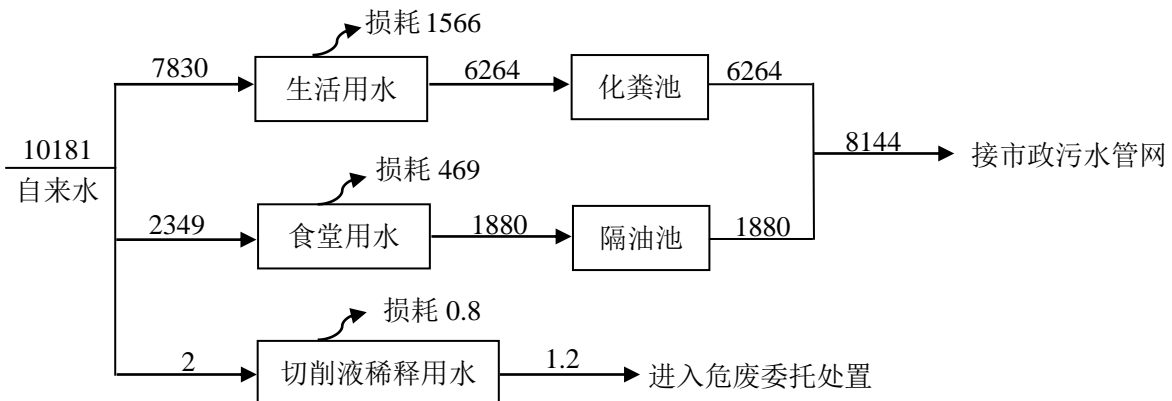 损耗 1566
7830
生活用水
6264
化粪池
6264
10181
自来水
8144
接市政污水管网
损耗 469
2349
食堂用水
1880
隔油池
1880
损耗 0.8
2
切削液稀释用水
1.2
进入危废委托处置